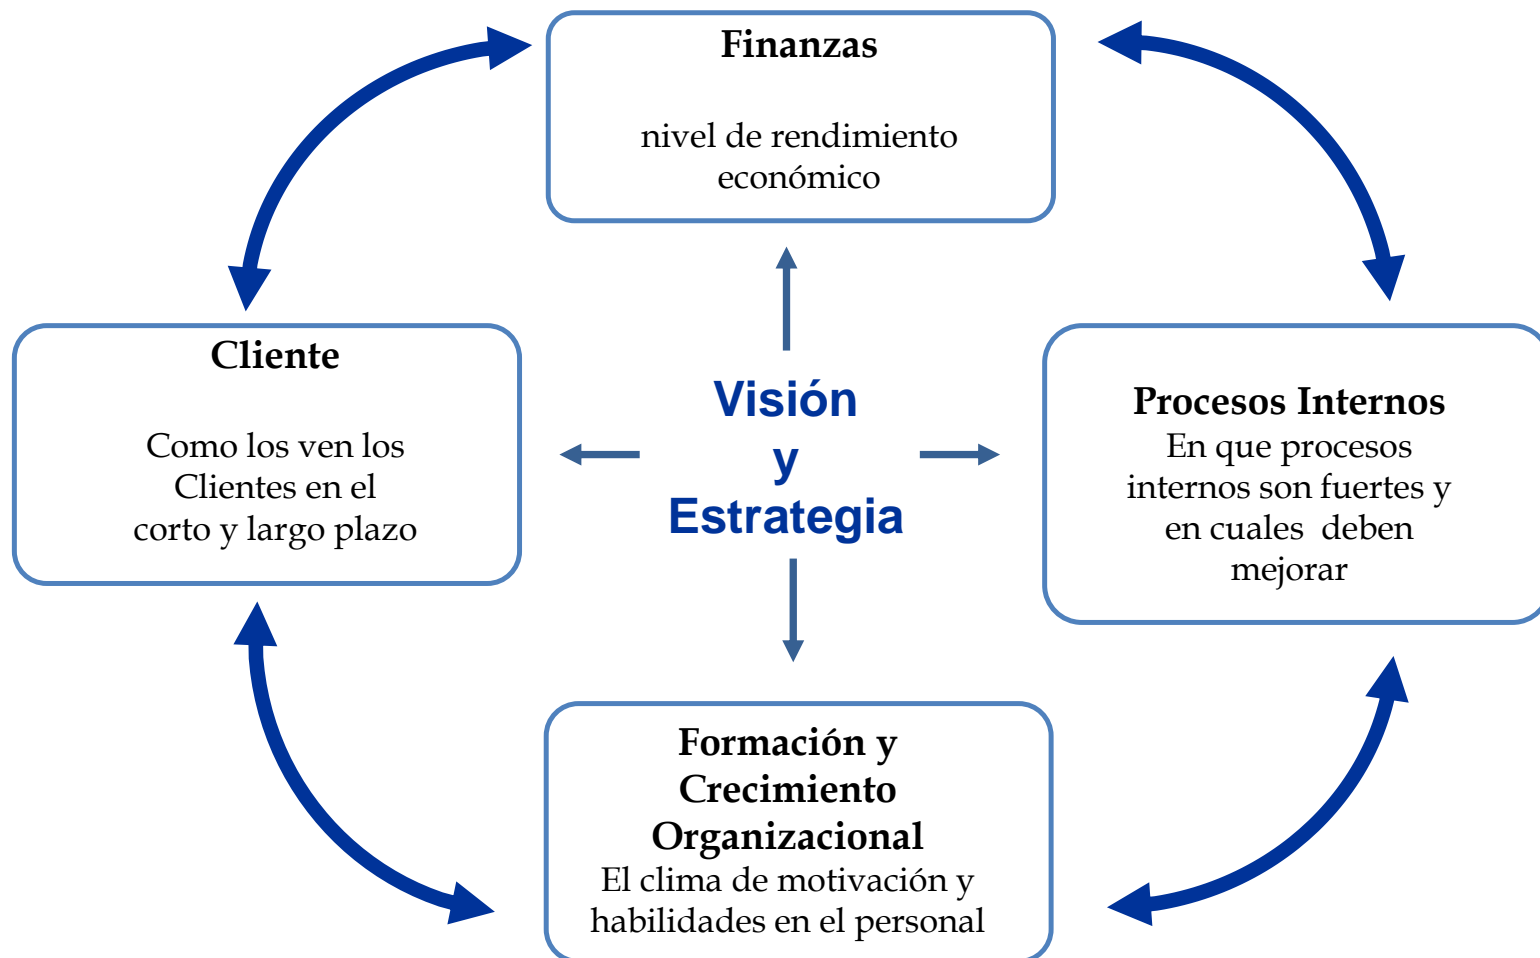 Finanzas
nivel de rendimiento
económico
Cliente
Como los ven los
Clientes en el
corto y largo plazo
Visión
y
Estrategia
Procesos Internos
En que procesos
internos son fuertes y
en cuales  deben
mejorar
Formación y
Crecimiento
Organizacional
El clima de motivación y
habilidades en el personal